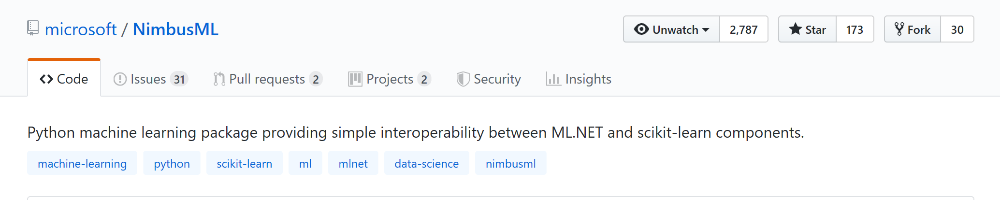 microsoft / NimbusML Unwatch 2,787 Star 173 Fork 30
Code Issues 31 Pull requests 2 Projects 2 Security Insights
Python machine learning package providing simple interoperability between ML.NET and scikit-learn components.
machine-learning python scikit-learn ml mlnet data-science nimbusml